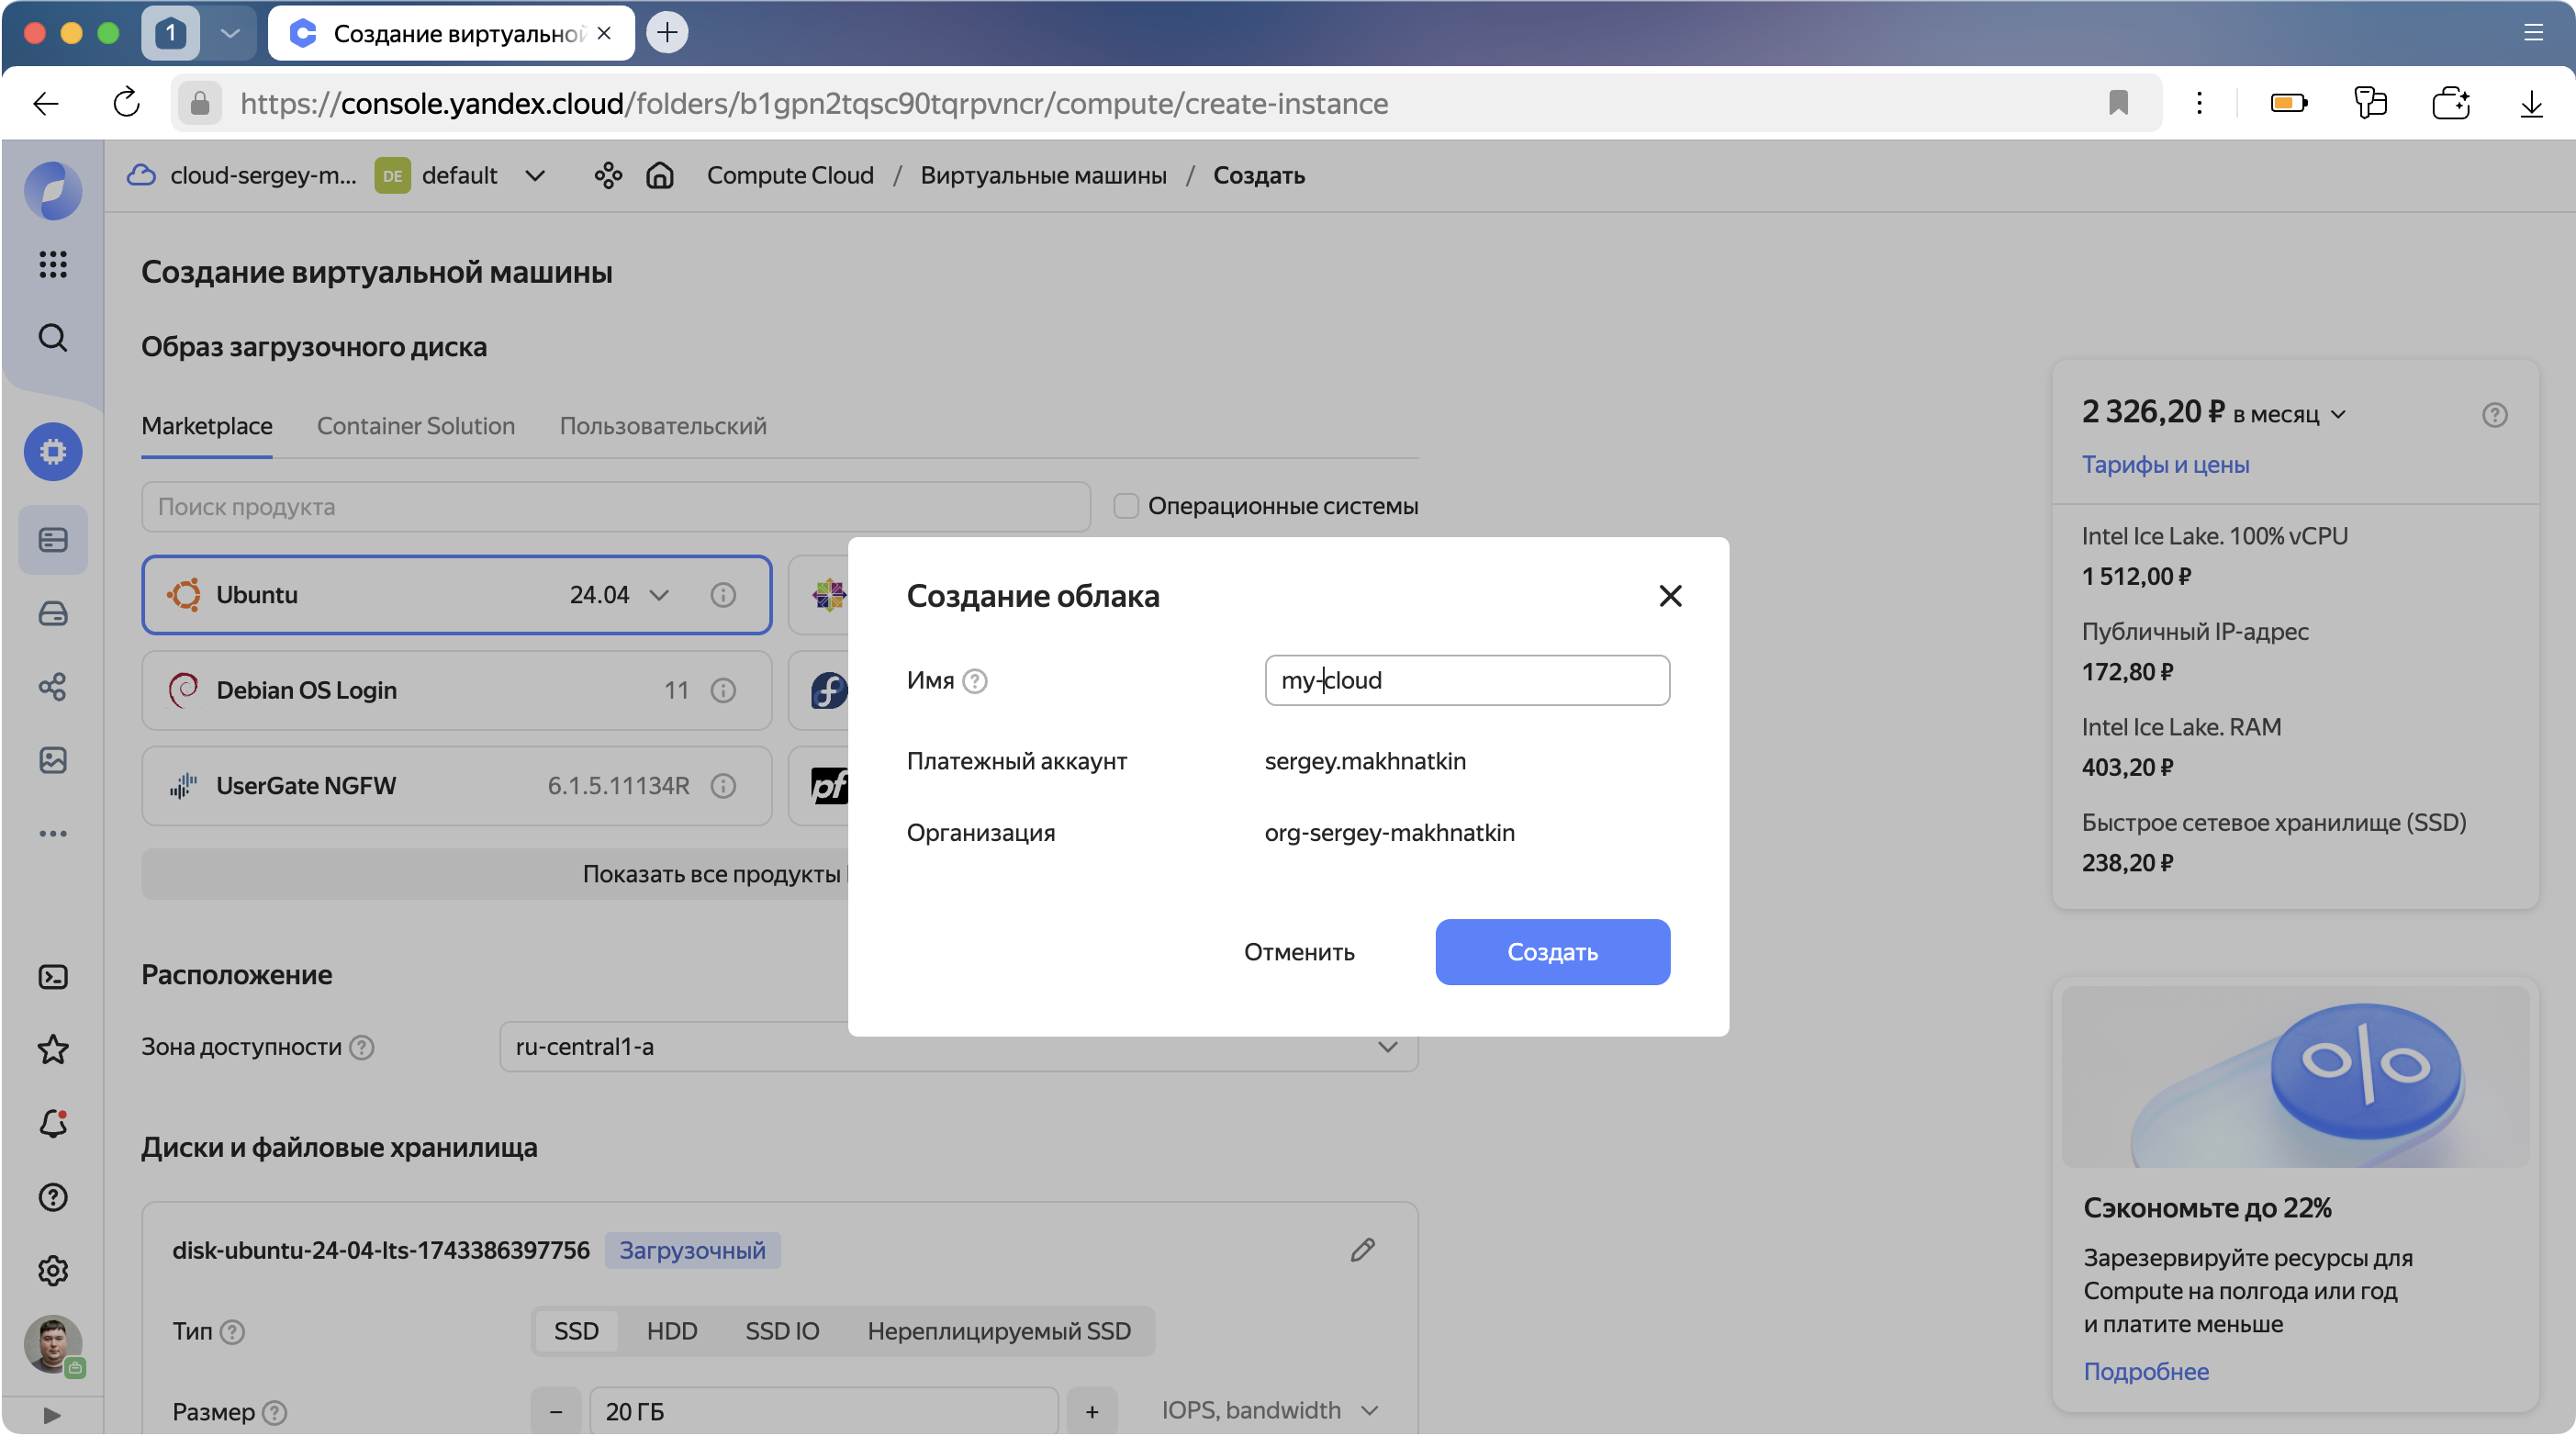 1
Создание виртуальной
https://console.yandex.cloud/folders/b1gpn2tqsc90tqrpvncr/compute/create-instance
cloud-sergey-m... DE default Compute Cloud / Виртуальные машины / Создать
Создание виртуальной машины
Образ загрузочного диска
Marketplace Container Solution Пользовательский
Поиск продукта Операционные системы
Ubuntu 24.04
Debian OS Login 11
UserGate NGFW 6.1.5.11134R
pf
Показать все продукты
Расположение
Зона доступности ru-central1-a
Диски и файловые хранилища
disk-ubuntu-24-04-lts-1743386397756 Загрузочный
Тип SSD HDD SSD IO Нереплицируемый SSD
Размер − 20 ГБ + IOPS, bandwidth
Создание облака
Имя my-cloud
Платежный аккаунт sergey.makhnatkin
Организация org-sergey-makhnatkin
Отменить Создать
2 326,20 ₽ в месяц
Тарифы и цены
Intel Ice Lake. 100% vCPU
1 512,00 ₽
Публичный IP-адрес
172,80 ₽
Intel Ice Lake. RAM
403,20 ₽
Быстрое сетевое хранилище (SSD)
238,20 ₽
%
Сэкономьте до 22%
Зарезервируйте ресурсы для
Compute на полгода или год
и платите меньше
Подробнее